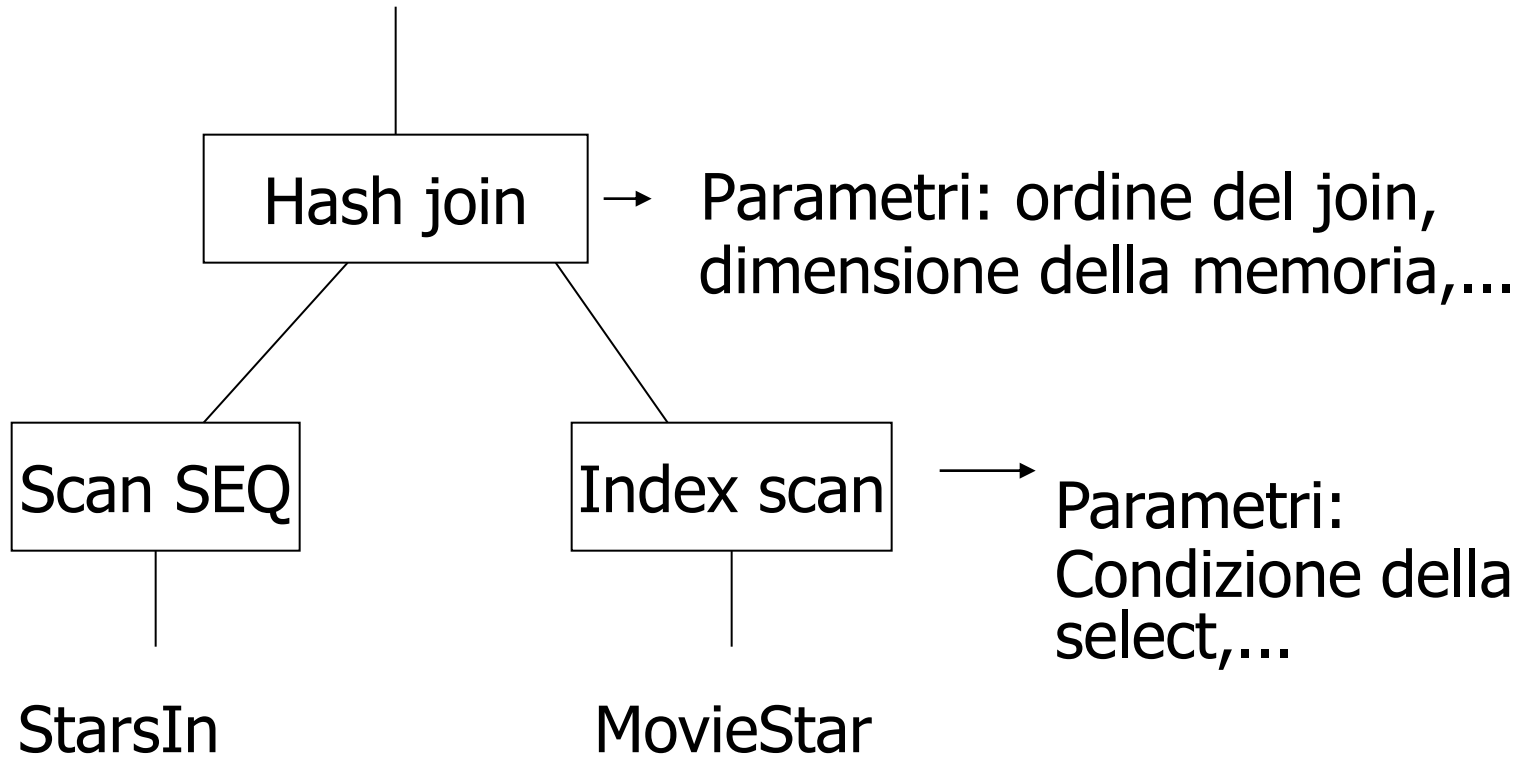 Hash join
Parametri: ordine del join,
dimensione della memoria,...
Scan SEQ
Index scan
Parametri:
Condizione della
select,...
StarsIn
MovieStar